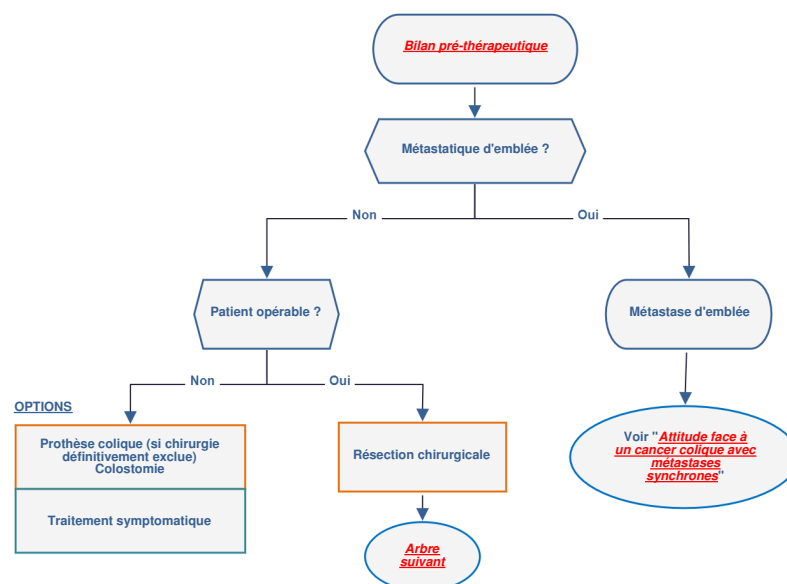 Bilan pré-thérapeutique
Métastatique d'emblée ?
Non
Oui
Patient opérable ?
Métastase d'emblée
Non
Oui
OPTIONS
Prothèse colique (si chirurgie
définitivement exclue)
Colostomie
Traitement symptomatique
Résection chirurgicale
Voir "Attitude face à
un cancer colique avec
métastases
synchrones"
Arbre
suivant